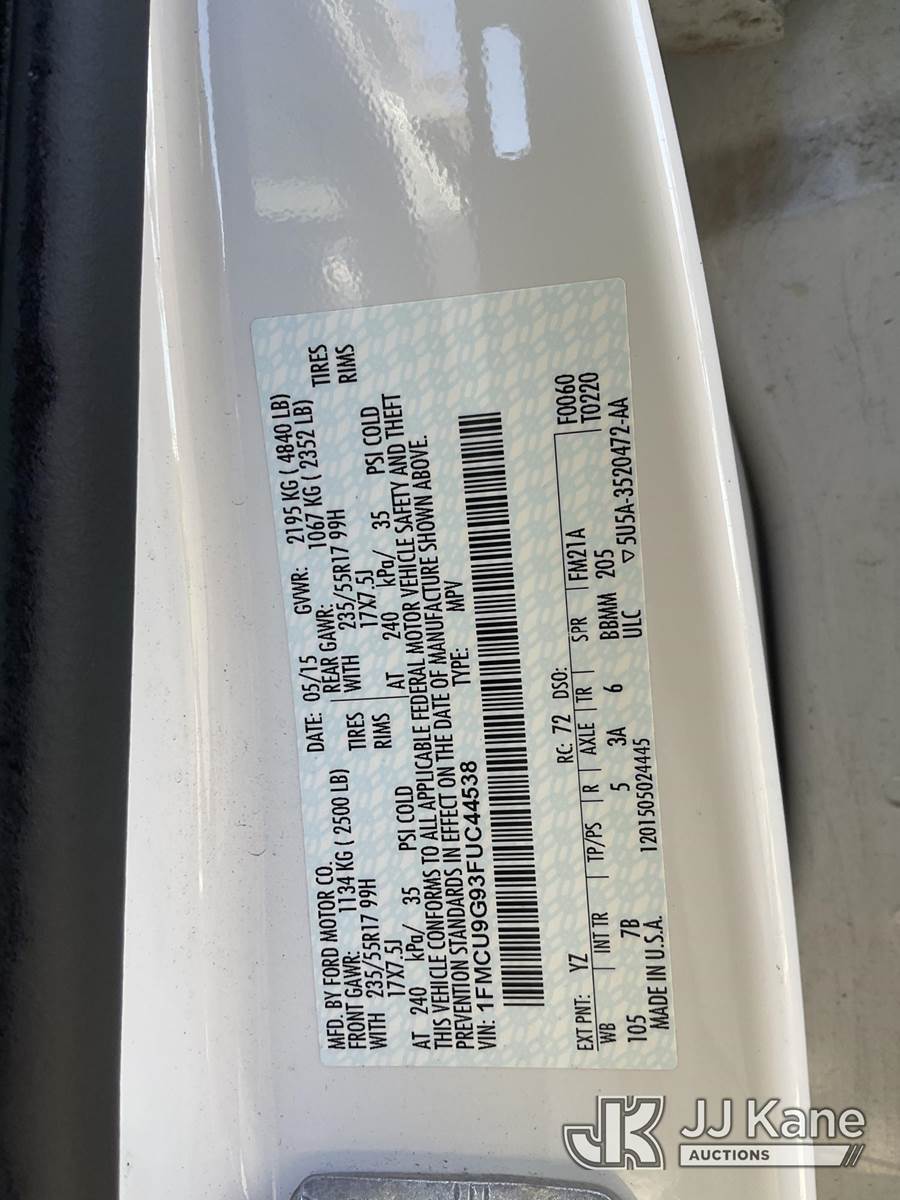 MFD. BY FORD MOTOR CO. DATE: 05/15 GVWR: 2195 KG ( 4840 LB)
FRONT GAWR: 1134 KG ( 2500 LB) REAR GAWR: 1067 KG ( 2352 LB)
WITH 235/55R17 99H TIRES WITH 235/55R17 99H TIRES
17X7.5J RIMS 17X7.5J RIMS
AT 240 kPa/ 35 PSI COLD AT 240 kPa/ 35 PSI COLD
THIS VEHICLE CONFORMS TO ALL APPLICABLE FEDERAL MOTOR VEHICLE SAFETY AND THEFT
PREVENTION STANDARDS IN EFFECT ON THE DATE OF MANUFACTURE SHOWN ABOVE.
VIN: 1FMCU9G93FUC44538 TYPE: MPV
EXT PNT: YZ RC: 72 DSO: F0060
WB INT TR TP/PS R AXLE TR SPR FM21A T0220
105 7B 5 3A 6 BBMM 205
MADE IN U.S.A. 1201505024445 ULC ▽5U5A-3520472-AA
JK JJ Kane
AUCTIONS